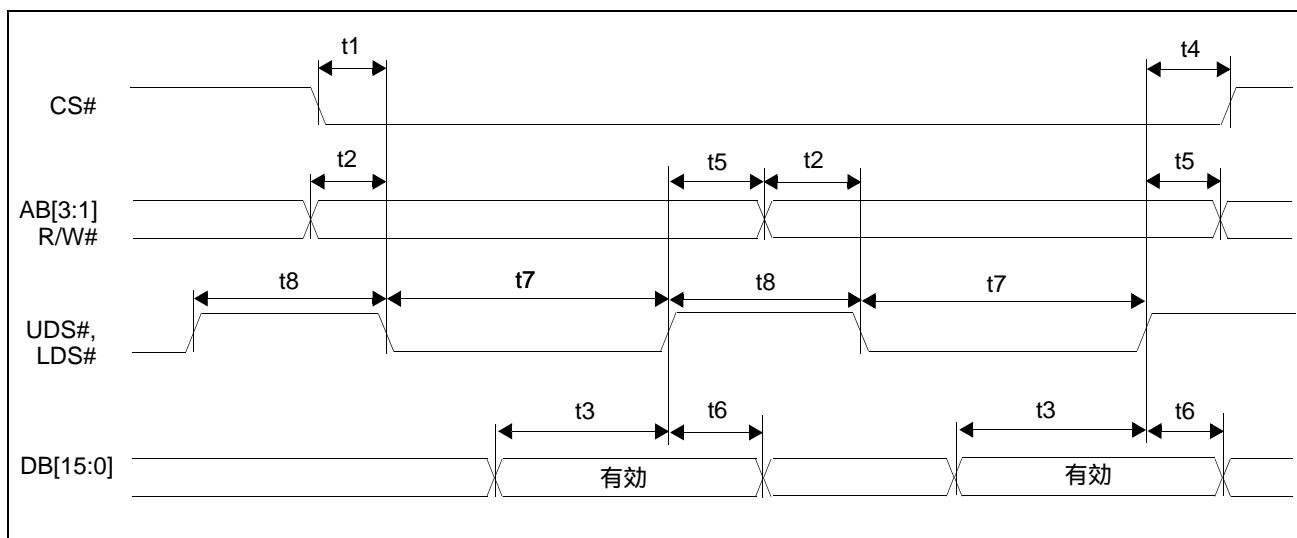 t1
t4
CS#
t2
t5
t2
t5
AB[3:1]
R/W#
t8
t7
t8
t7
UDS#,
LDS#
t3
t6
t3
t6
DB[15:0]
有効
有効